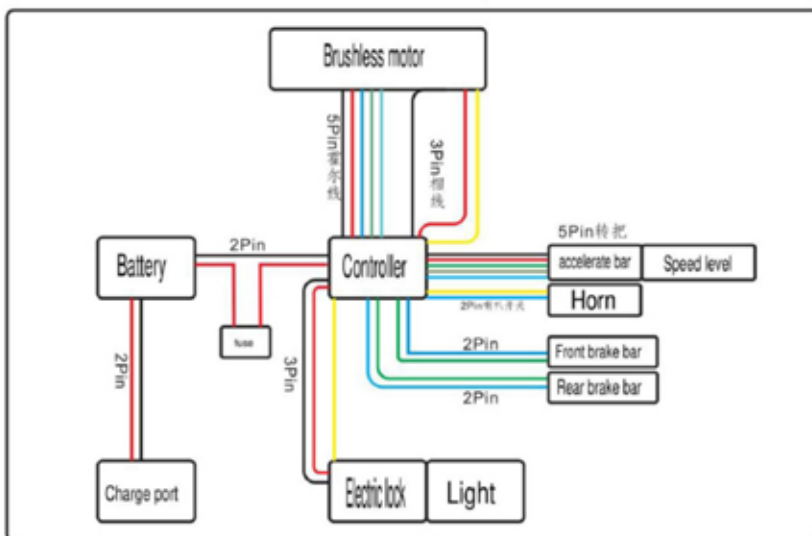 Brushless motor
5Pin霍尔线
3Pin相线
5Pin转把
2Pin
Battery
Controller
accelerate bar
Speed level
Horn
2Pin
fuse
2Pin
Front brake bar
2Pin
3Pin
Rear brake bar
2Pin
Charge port
Electric lock
Light